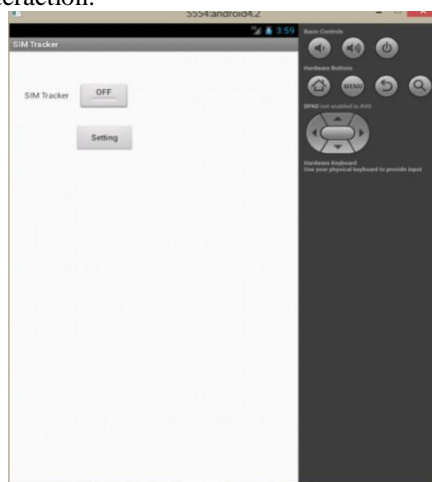 teraction.
5554:android4.2
3:59
SIM Tracker
SIM Tracker
OFF
Setting
Basic Controls
Hardware Buttons
MENU
DPAD not enabled in AVD
Hardware Keyboard
Use your physical keyboard to provide input